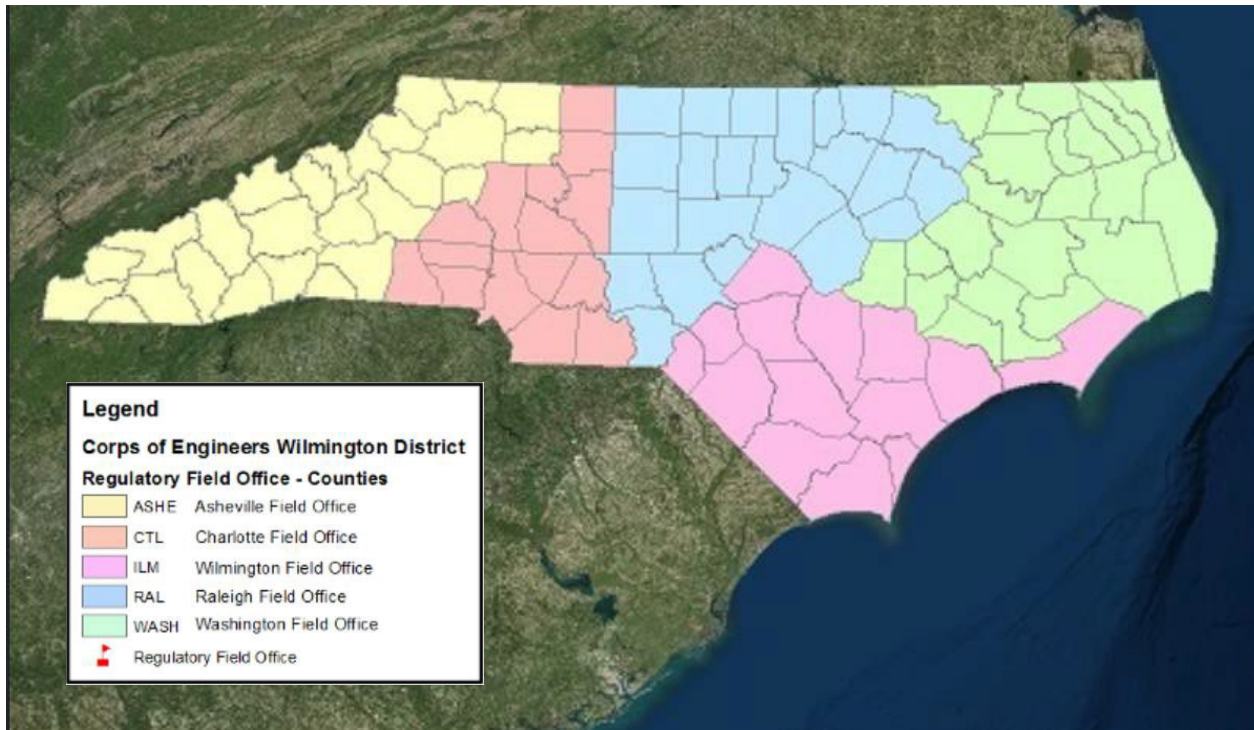 Legend
Corps of Engineers Wilmington District
Regulatory Field Office - Counties
ASHE Asheville Field Office
CTL Charlotte Field Office
ILM Wilmington Field Office
RAL Raleigh Field Office
WASH Washington Field Office
Regulatory Field Office